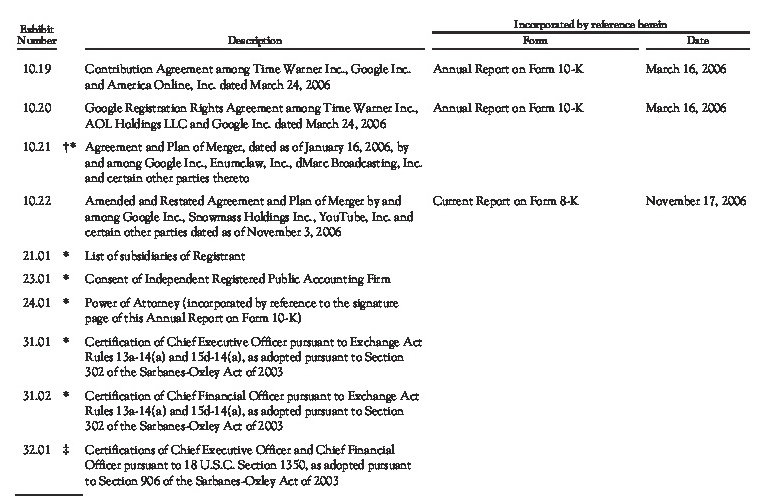 Incorporated by reference herein
Exhibit
Number Description Form Date
10.19 Contribution Agreement among Time Warner Inc., Google Inc. Annual Report on Form 10-K March 16, 2006
and America Online, Inc. dated March 24, 2006
10.20 Google Registration Rights Agreement among Time Warner Inc., Annual Report on Form 10-K March 16, 2006
AOL Holdings LLC and Google Inc. dated March 24, 2006
10.21 †* Agreement and Plan of Merger, dated as of January 16, 2006, by
and among Google Inc., Enumclaw, Inc., dMarc Broadcasting, Inc.
and certain other parties thereto
10.22 Amended and Restated Agreement and Plan of Merger by and Current Report on Form 8-K November 17, 2006
among Google Inc., Snowmass Holdings Inc., YouTube, Inc. and
certain other parties dated as of November 3, 2006
21.01 * List of subsidiaries of Registrant
23.01 * Consent of Independent Registered Public Accounting Firm
24.01 * Power of Attorney (incorporated by reference to the signature
page of this Annual Report on Form 10-K)
31.01 * Certification of Chief Executive Officer pursuant to Exchange Act
Rules 13a-14(a) and 15d-14(a), as adopted pursuant to Section
302 of the Sarbanes-Oxley Act of 2003
31.02 * Certification of Chief Financial Officer pursuant to Exchange Act
Rules 13a-14(a) and 15d-14(a), as adopted pursuant to Section
302 of the Sarbanes-Oxley Act of 2003
32.01 ‡ Certifications of Chief Executive Officer and Chief Financial
Officer pursuant to 18 U.S.C. Section 1350, as adopted pursuant
to Section 906 of the Sarbanes-Oxley Act of 2003